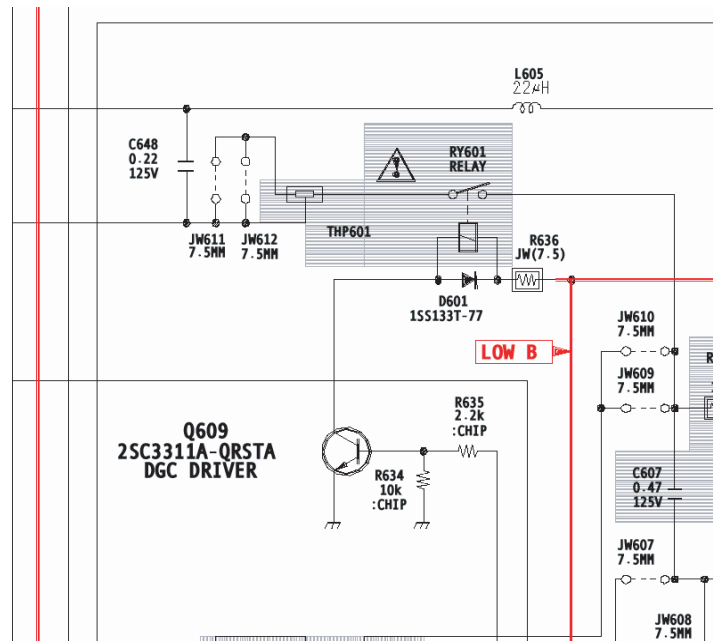 L605
22μH
C648
0.22
125V
RY601
RELAY
THP601
JW611
7.5MM
JW612
7.5MM
R636
JW(7.5)
D601
1SS133T-77
JW610
7.5MM
LOW B
JW609
7.5MM
R
R635
2.2k
:CHIP
Q609
2SC3311A-QRSTA
DGC DRIVER
R634
10k
:CHIP
C607
0.47
125V
JW607
7.5MM
JW608
7.5MM